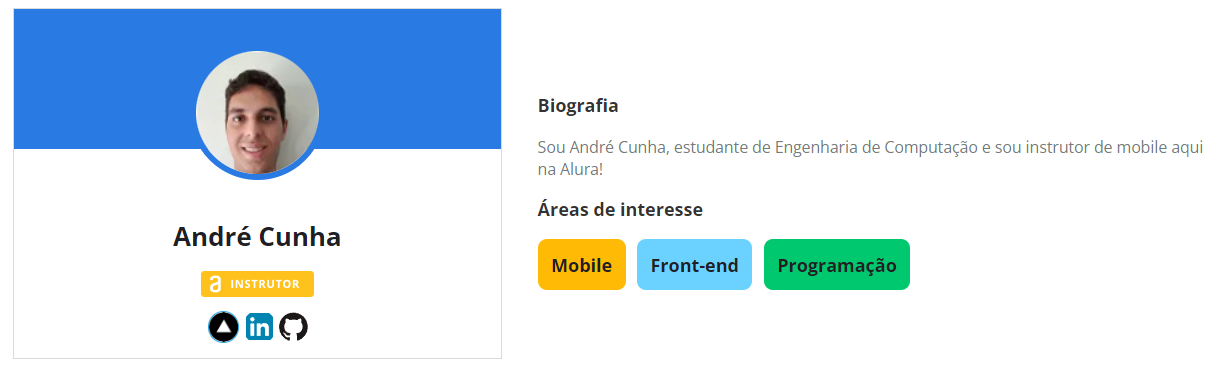 André Cunha
a INSTRUTOR
in
Biografia
Sou André Cunha, estudante de Engenharia de Computação e sou instrutor de mobile aqui
na Alura!
Áreas de interesse
Mobile Front-end Programação